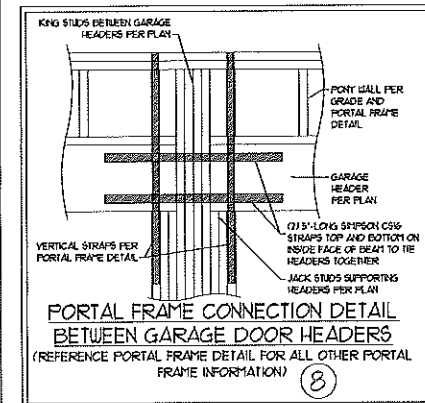 KING STUDS BETWEEN GARAGE
HEADERS PER PLAN
PONY WALL PER
GRADE AND
PORTAL FRAME
DETAIL
GARAGE
HEADER
PER PLAN
(2) 5'-LONG SIMPSON CS16
STRAPS TOP AND BOTTOM ON
INSIDE FACE OF BEAM TO TIE
HEADERS TOGETHER
VERTICAL STRAPS PER
PORTAL FRAME DETAIL
JACK STUDS SUPPORTING
HEADERS PER PLAN
PORTAL FRAME CONNECTION DETAIL
BETWEEN GARAGE DOOR HEADERS
(REFERENCE PORTAL FRAME DETAIL FOR ALL OTHER PORTAL
FRAME INFORMATION)
8